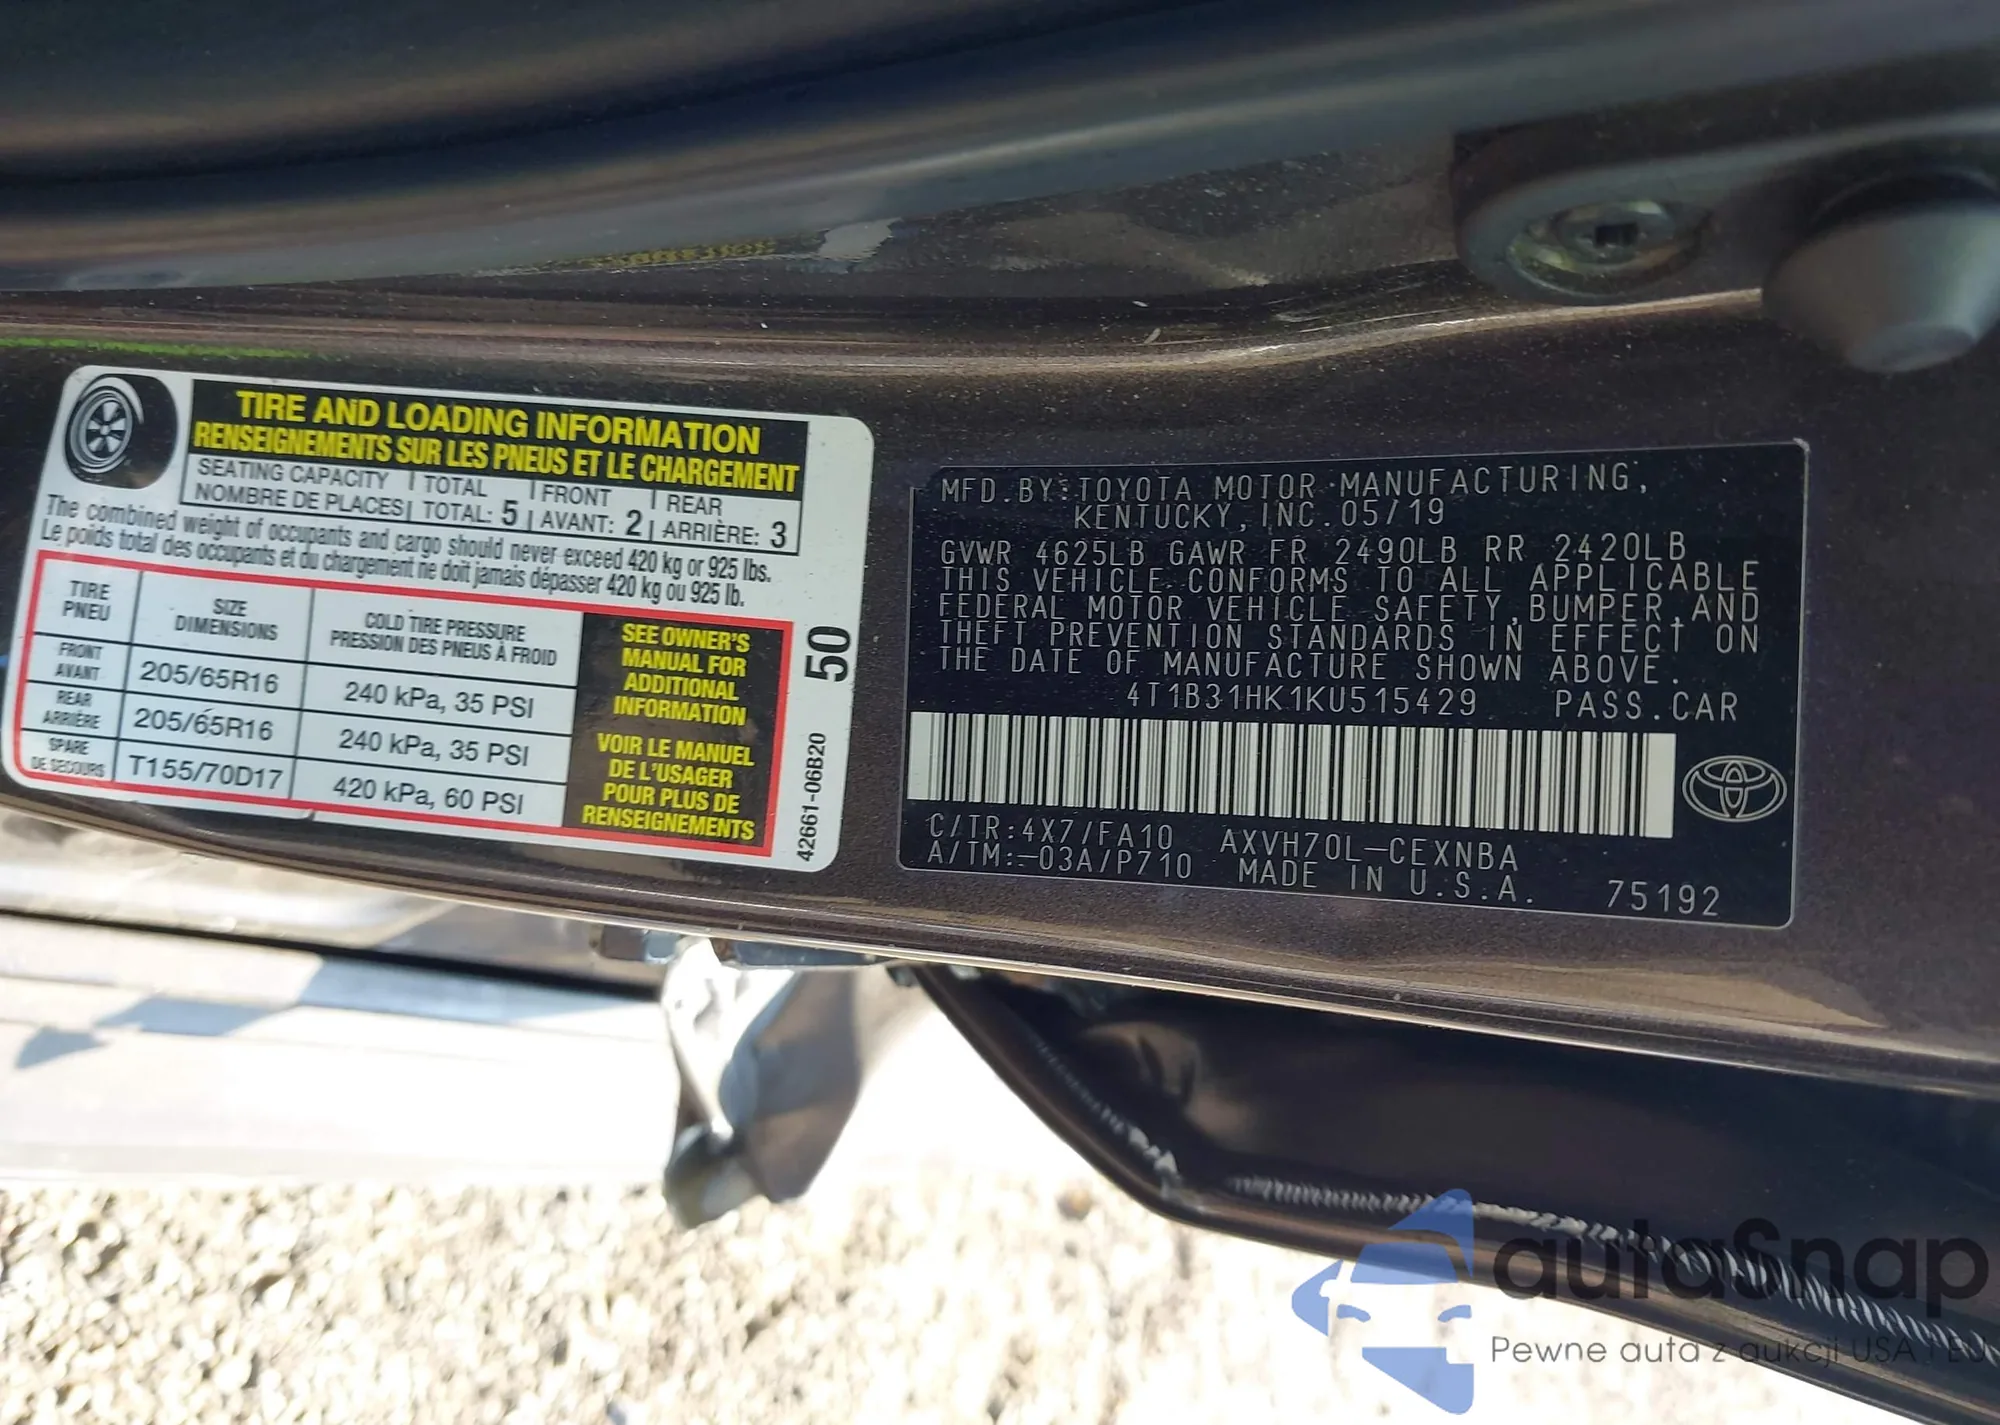 TIRE AND LOADING INFORMATION
RENSEIGNEMENTS SUR LES PNEUS ET LE CHARGEMENT
SEATING CAPACITY | TOTAL | FRONT | REAR
NOMBRE DE PLACES | TOTAL: 5 | AVANT: 2 | ARRIÈRE: 3
The combined weight of occupants and cargo should never exceed 420 kg or 925 lbs.
Le poids total des occupants et du chargement ne doit jamais dépasser 420 kg ou 925 lb.
TIRE
PNEU
SIZE
DIMENSIONS
COLD TIRE PRESSURE
PRESSION DES PNEUS À FROID
FRONT
AVANT
205/65R16
240 kPa, 35 PSI
REAR
ARRIÈRE
205/65R16
240 kPa, 35 PSI
SPARE
DE SECOURS
T155/70D17
420 kPa, 60 PSI
SEE OWNER'S
MANUAL FOR
ADDITIONAL
INFORMATION
VOIR LE MANUEL
DE L'USAGER
POUR PLUS DE
RENSEIGNEMENTS
50
42661-06B20
MFD.BY:TOYOTA MOTOR MANUFACTURING,
KENTUCKY,INC.05/19
GVWR 4625LB GAWR FR 2490LB RR 2420LB
THIS VEHICLE CONFORMS TO ALL APPLICABLE
FEDERAL MOTOR VEHICLE SAFETY,BUMPER,AND
THEFT PREVENTION STANDARDS IN EFFECT ON
THE DATE OF MANUFACTURE SHOWN ABOVE.
4T1B31HK1KU515429 PASS.CAR
C/TR:4X7/FA10 AXVH70L-CEXNBA
A/TM:-03A/P710 MADE IN U.S.A. 75192
autaSnap
Pewne auta z aukcji USA i EU